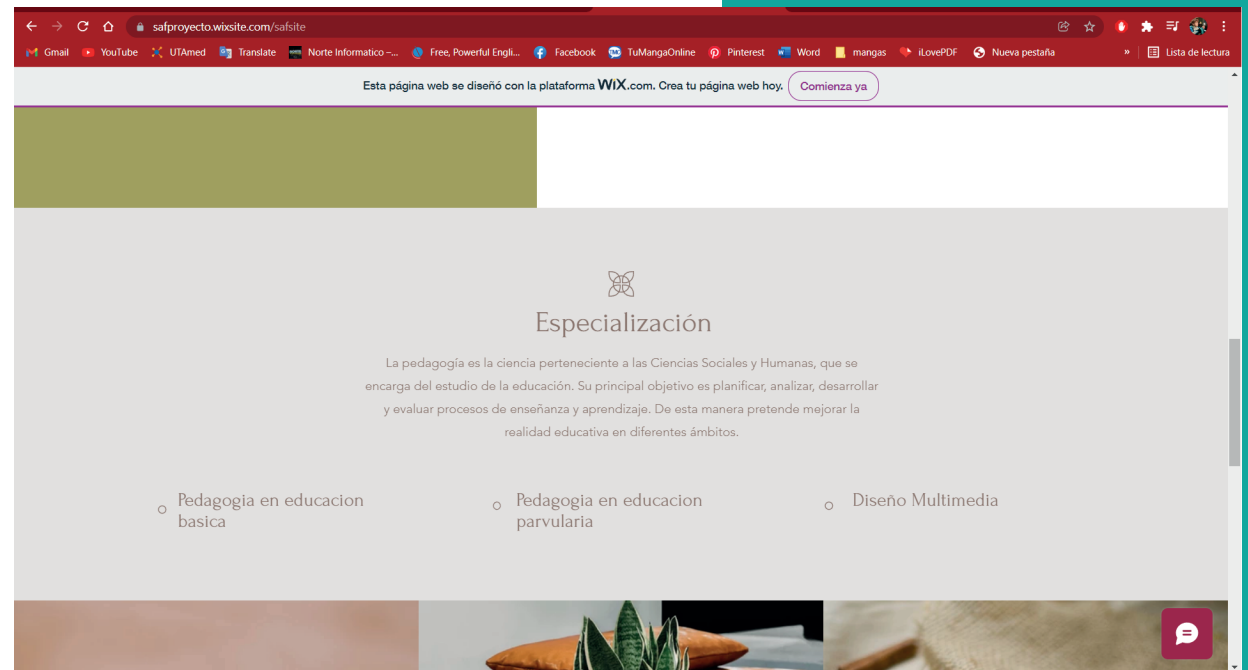 safproyecto.wixsite.com/safsite
Gmail YouTube UTAmed Translate Norte Informatico –... Free, Powerful Engli... Facebook TuMangaOnline Pinterest Word mangas iLovePDF Nueva pestaña » Lista de lectura
Esta página web se diseñó con la plataforma WiX.com. Crea tu página web hoy. Comienza ya
Especialización
La pedagogía es la ciencia perteneciente a las Ciencias Sociales y Humanas, que se
encarga del estudio de la educación. Su principal objetivo es planificar, analizar, desarrollar
y evaluar procesos de enseñanza y aprendizaje. De esta manera pretende mejorar la
realidad educativa en diferentes ámbitos.
Pedagogia en educacion
basica
Pedagogia en educacion
parvularia
Diseño Multimedia